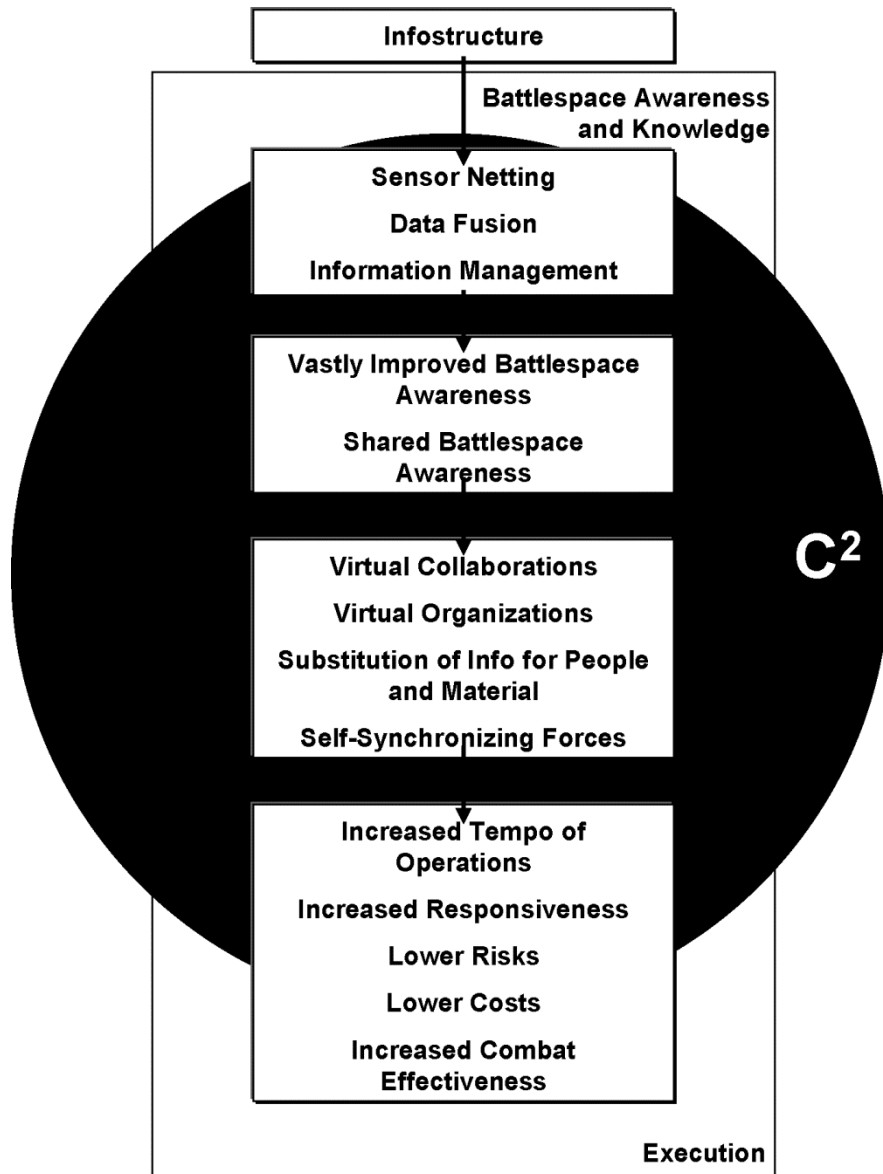 Infostructure
Battlespace Awareness
and Knowledge
Sensor Netting
Data Fusion
Information Management
Vastly Improved Battlespace
Awareness
Shared Battlespace
Awareness
C²
Virtual Collaborations
Virtual Organizations
Substitution of Info for People
and Material
Self-Synchronizing Forces
Increased Tempo of
Operations
Increased Responsiveness
Lower Risks
Lower Costs
Increased Combat
Effectiveness
Execution